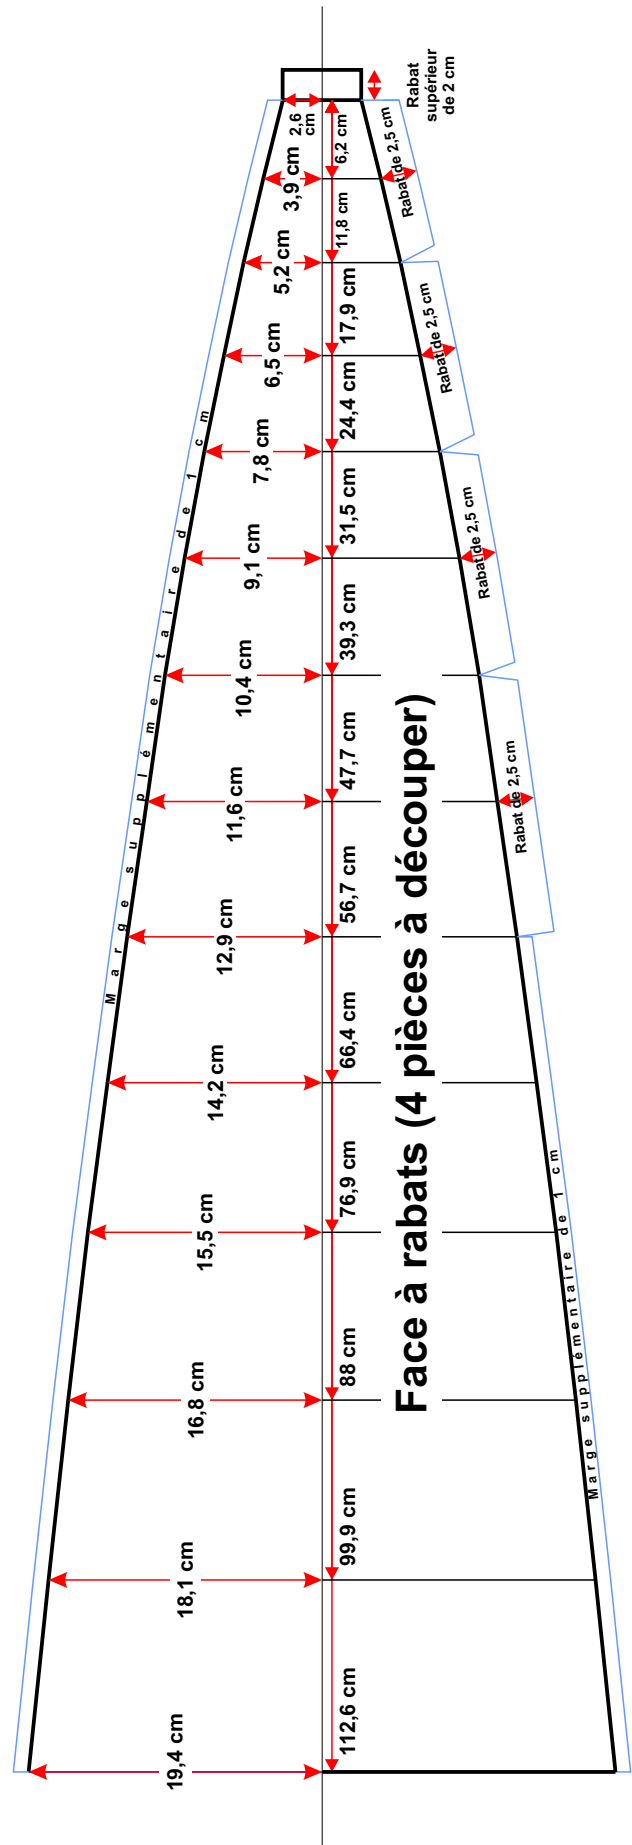 Rabat
supérieur
de 2 cm
2,6
cm
6,2 cm
Rabat de 2,5 cm
3,9 cm
11,8 cm
5,2 cm
17,9 cm
Rabat de 2,5 cm
6,5 cm
24,4 cm
7,8 cm
31,5 cm
Rabat de 2,5 cm
9,1 cm
39,3 cm
10,4 cm
47,7 cm
Rabat de 2,5 cm
11,6 cm
56,7 cm
12,9 cm
66,4 cm
14,2 cm
76,9 cm
15,5 cm
88 cm
16,8 cm
99,9 cm
18,1 cm
112,6 cm
19,4 cm
Marge supplémentaire de 1 cm
Face à rabats (4 pièces à découper)
Marge supplémentaire de 1 cm